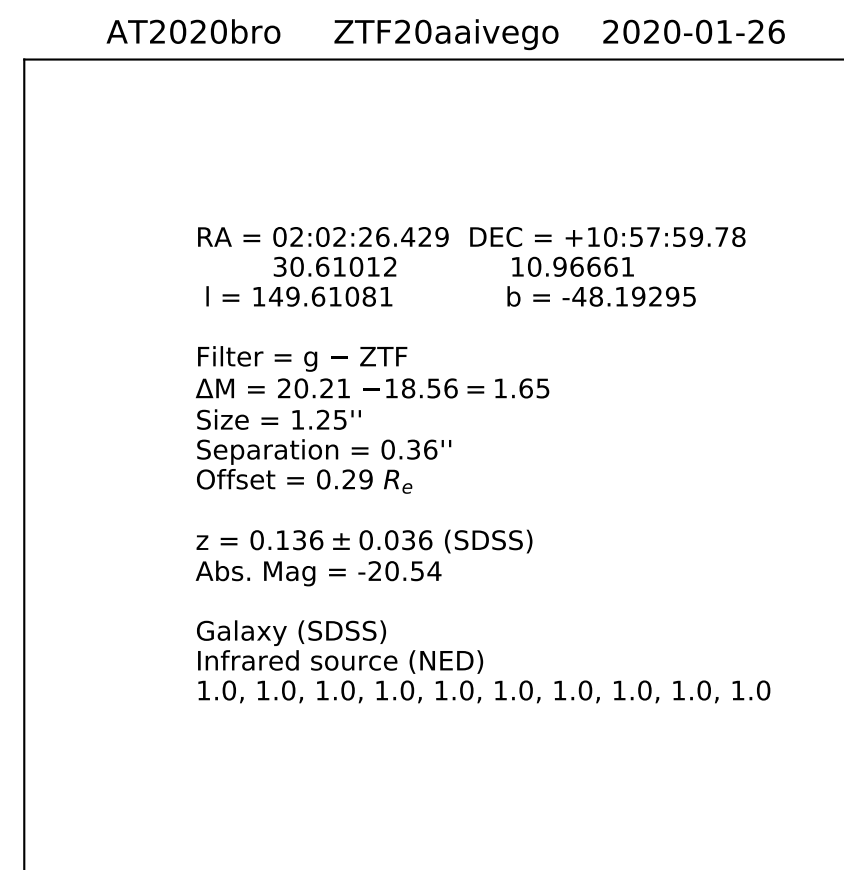 AT2020bro ZTF20aaivego 2020-01-26
RA = 02:02:26.429 DEC = +10:57:59.78
30.61012 10.96661
l = 149.61081 b = -48.19295
Filter = g − ZTF
ΔM = 20.21 −18.56 = 1.65
Size = 1.25''
Separation = 0.36''
Offset = 0.29 Re
z = 0.136 ± 0.036 (SDSS)
Abs. Mag = -20.54
Galaxy (SDSS)
Infrared source (NED)
1.0, 1.0, 1.0, 1.0, 1.0, 1.0, 1.0, 1.0, 1.0, 1.0